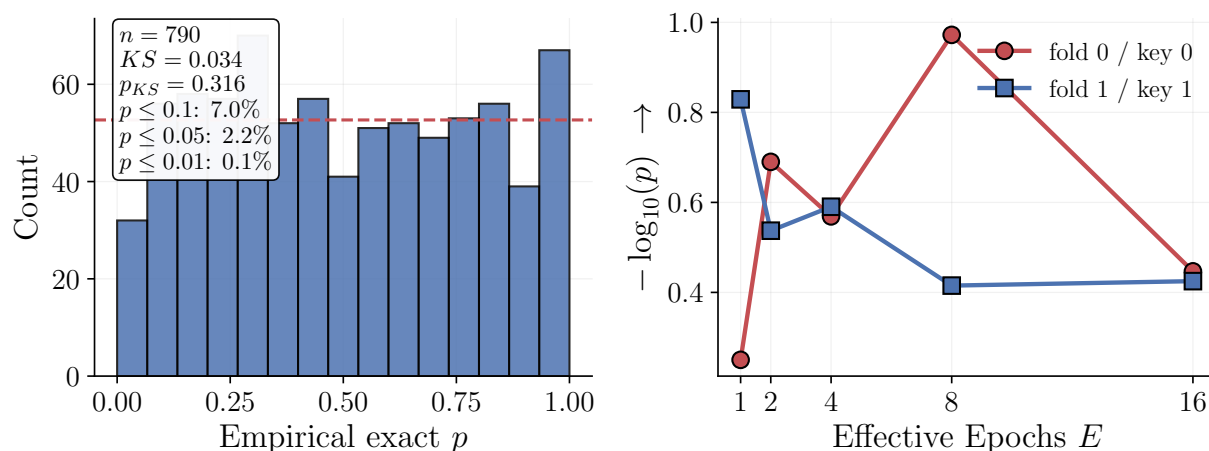 Count
60
40
20
0
n = 790
KS = 0.034
p_{KS} = 0.316
p ≤ 0.1: 7.0%
p ≤ 0.05: 2.2%
p ≤ 0.01: 0.1%
0.00 0.25 0.50 0.75 1.00
Empirical exact p
− log₁₀(p) →
1.0
0.8
0.6
0.4
fold 0 / key 0
fold 1 / key 1
1 2 4 8 16
Effective Epochs E